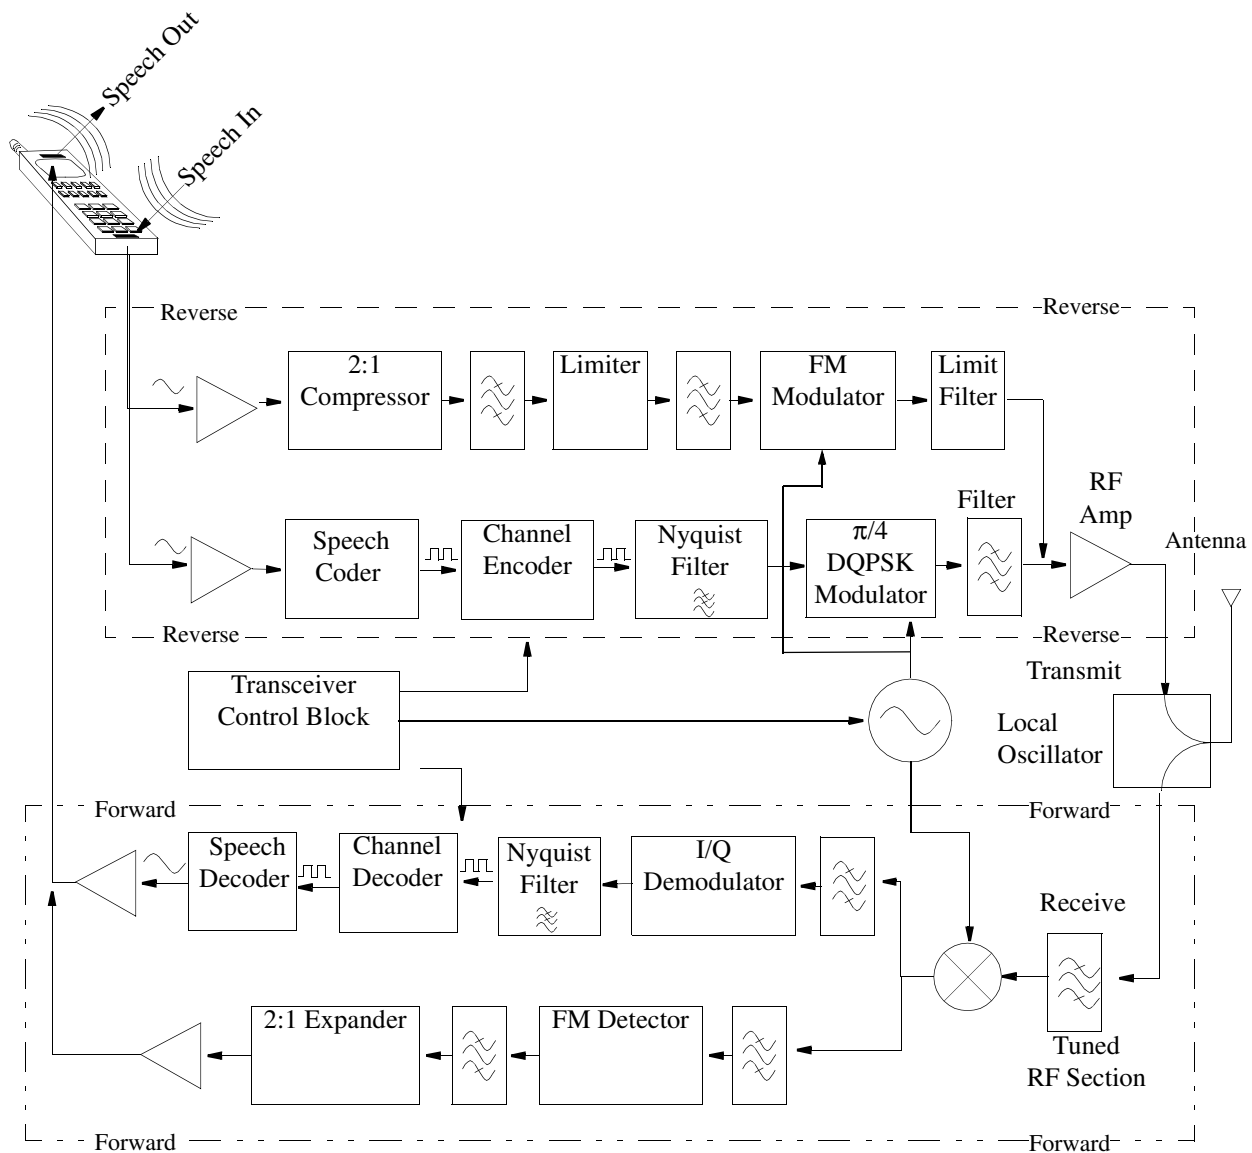 Speech Out
Speech In
Reverse
Reverse
2:1
Compressor
Limiter
FM
Modulator
Limit
Filter
RF
Amp
Speech
Coder
Channel
Encoder
Nyquist
Filter
π/4
DQPSK
Modulator
Filter
Antenna
Reverse
Reverse
Transceiver
Control Block
Transmit
Local
Oscillator
Forward
Forward
Speech
Decoder
Channel
Decoder
Nyquist
Filter
I/Q
Demodulator
Receive
2:1 Expander
FM Detector
Tuned
RF Section
Forward
Forward